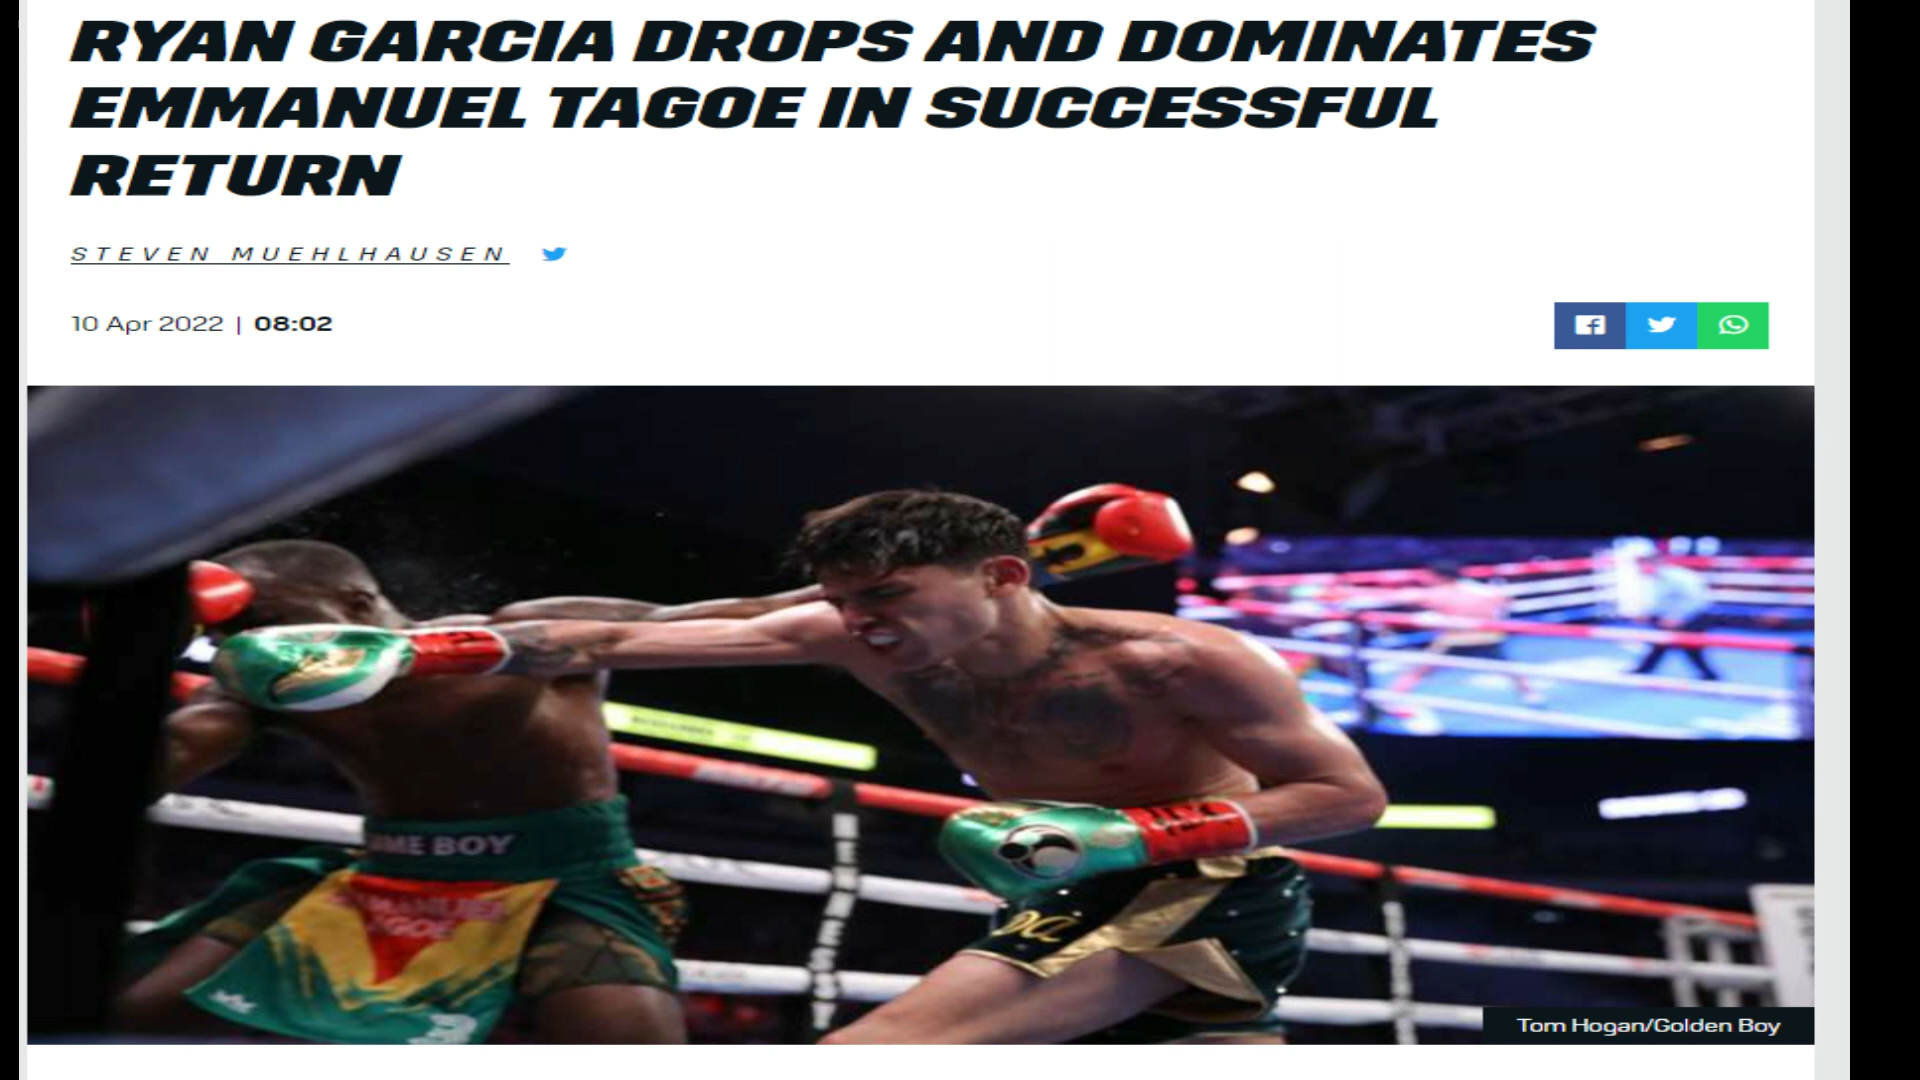 RYAN GARCIA DROPS AND DOMINATES
EMMANUEL TAGOE IN SUCCESSFUL
RETURN
STEVEN MUEHLHAUSEN
10 Apr 2022 | 08:02
BOY
Tom Hogan/Golden Boy